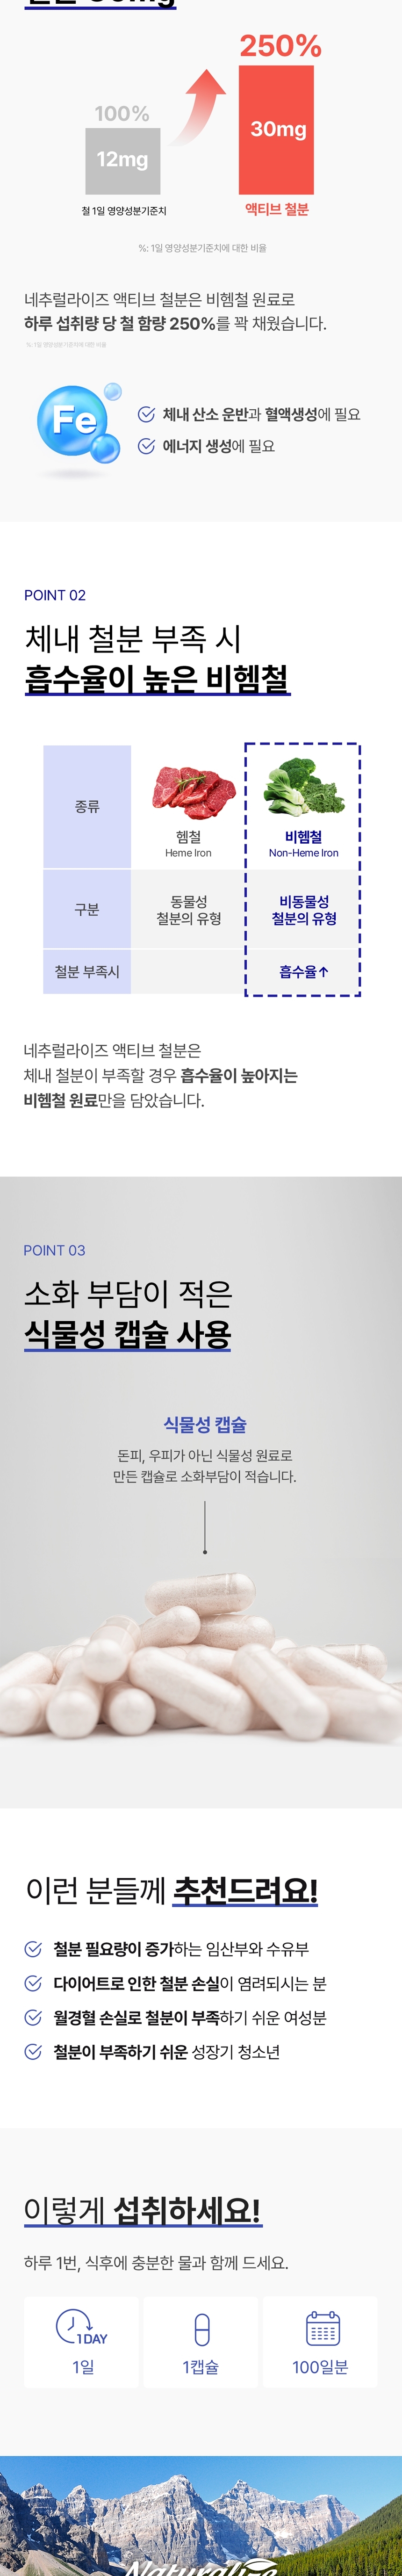 250%
100%
30mg
12mg
철 1일 영양성분기준치
액티브 철분
%: 1일 영양성분기준치에 대한 비율
네추럴라이즈 액티브 철분은 비헴철 원료로
하루 섭취량 당 철 함량 250%를 꽉 채웠습니다.
%: 1일 영양성분기준치에 대한 비율
Fe
체내 산소 운반과 혈액생성에 필요
에너지 생성에 필요
POINT 02
체내 철분 부족 시
흡수율이 높은 비헴철
종류
헴철
Heme Iron
비헴철
Non-Heme Iron
구분
동물성
철분의 유형
비동물성
철분의 유형
철분 부족시
흡수율↑
네추럴라이즈 액티브 철분은
체내 철분이 부족할 경우 흡수율이 높아지는
비헴철 원료만을 담았습니다.
POINT 03
소화 부담이 적은
식물성 캡슐 사용
식물성 캡슐
돈피, 우피가 아닌 식물성 원료로
만든 캡슐로 소화부담이 적습니다.
이런 분들께 추천드려요!
철분 필요량이 증가하는 임산부와 수유부
다이어트로 인한 철분 손실이 염려되시는 분
월경혈 손실로 철분이 부족하기 쉬운 여성분
철분이 부족하기 쉬운 성장기 청소년
이렇게 섭취하세요!
하루 1번, 식후에 충분한 물과 함께 드세요.
1DAY
1일
1캡슐
100일분
Naturalize